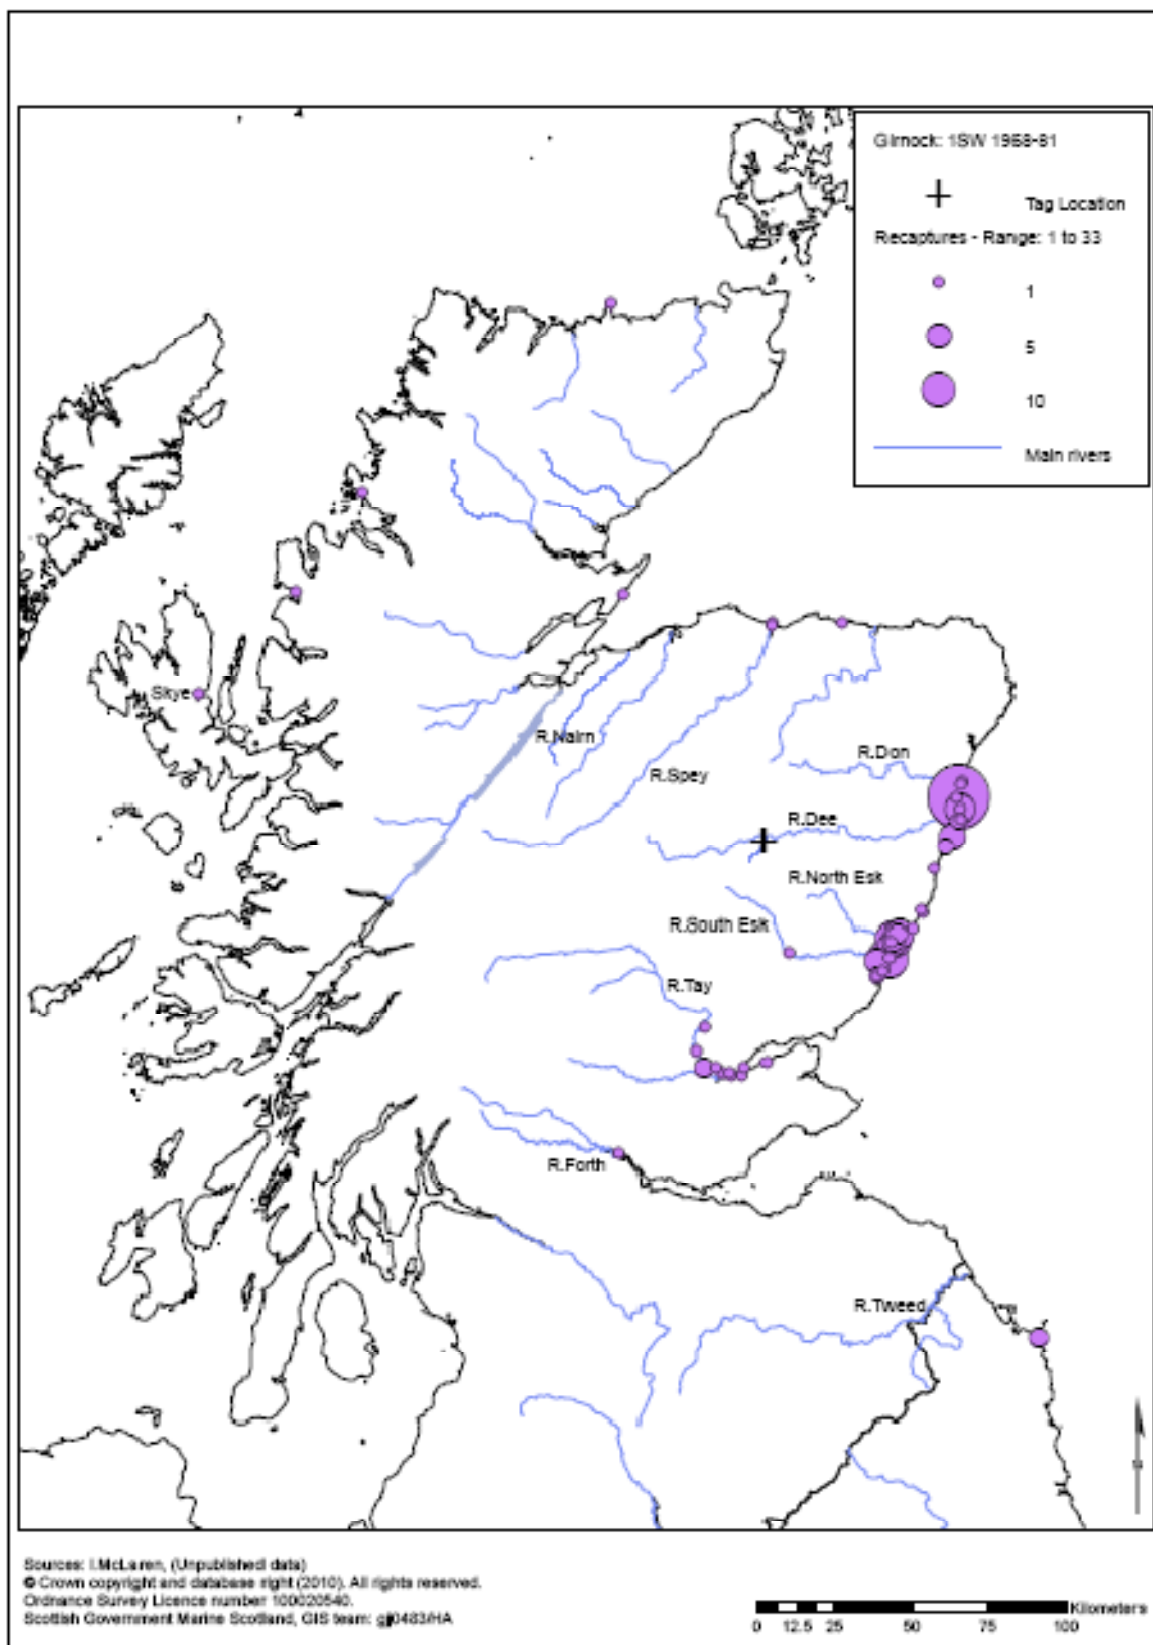 Girnock: 1SW 1968-81
Tag Location
Recaptures - Range: 1 to 33
1
5
10
Main rivers
Skye
R.Nairn
R.Spey
R.Don
R.Dee
R.North Esk
R.South Esk
R.Tay
R.Forth
R.Tweed
Sources: I.McLaren, (Unpublished data)
© Crown copyright and database right (2010). All rights reserved.
Ordnance Survey Licence number 100020540.
Scottish Government Marine Scotland, GIS team: gjj0483/HA
Kilometers
0 12.5 25 50 75 100